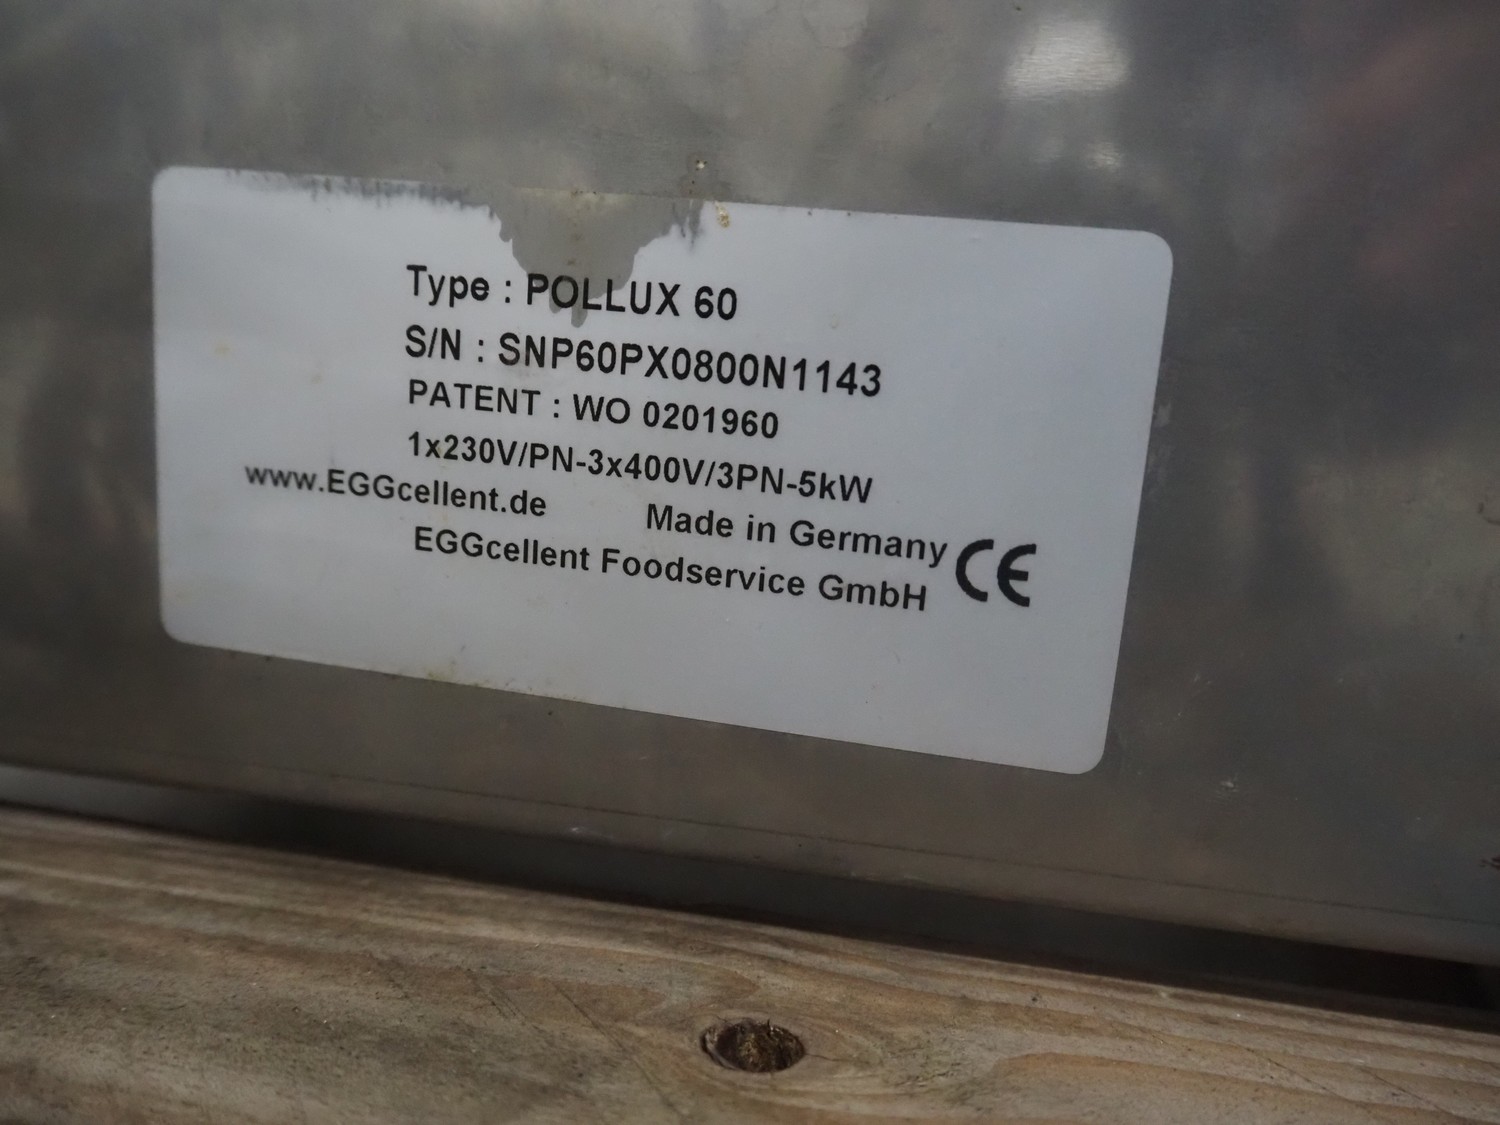 Type : POLLUX 60
S/N : SNP60PX0800N1143
PATENT : WO 0201960
1x230V/PN-3x400V/3PN-5kW
www.EGGcellent.de Made in Germany CE
EGGcellent Foodservice GmbH